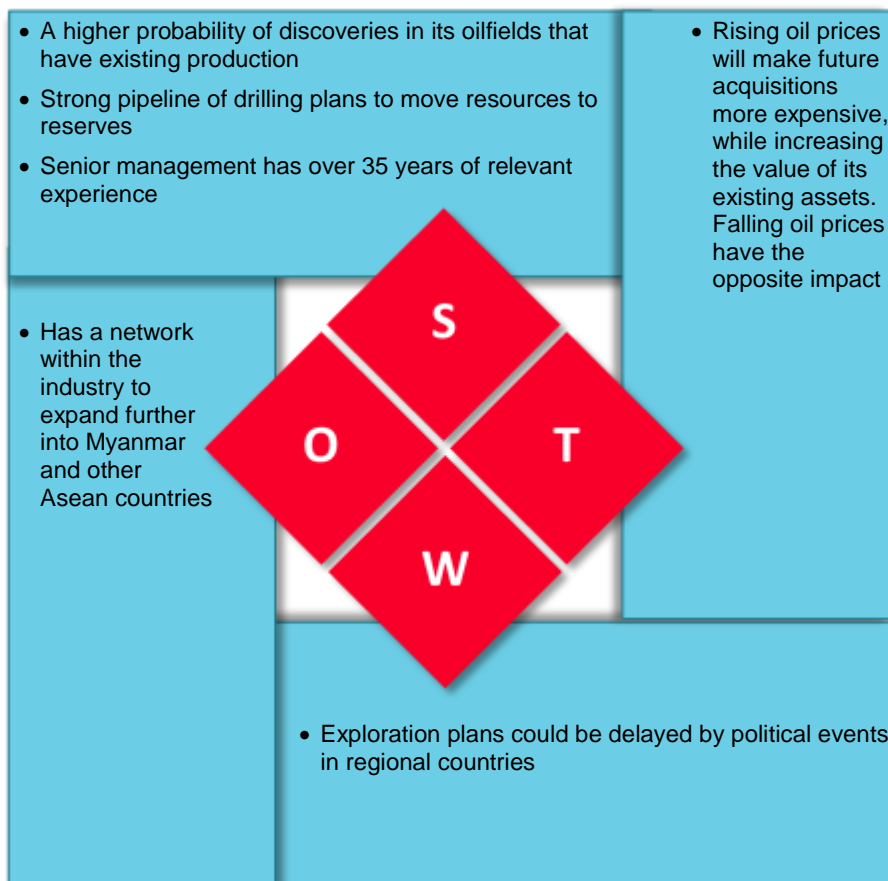 • A higher probability of discoveries in its oilfields that
have existing production
• Strong pipeline of drilling plans to move resources to
reserves
• Senior management has over 35 years of relevant
experience
• Rising oil prices
will make future
acquisitions
more expensive,
while increasing
the value of its
existing assets.
Falling oil prices
have the
opposite impact
• Has a network
within the
industry to
expand further
into Myanmar
and other
Asean countries
S
O
T
W
• Exploration plans could be delayed by political events
in regional countries